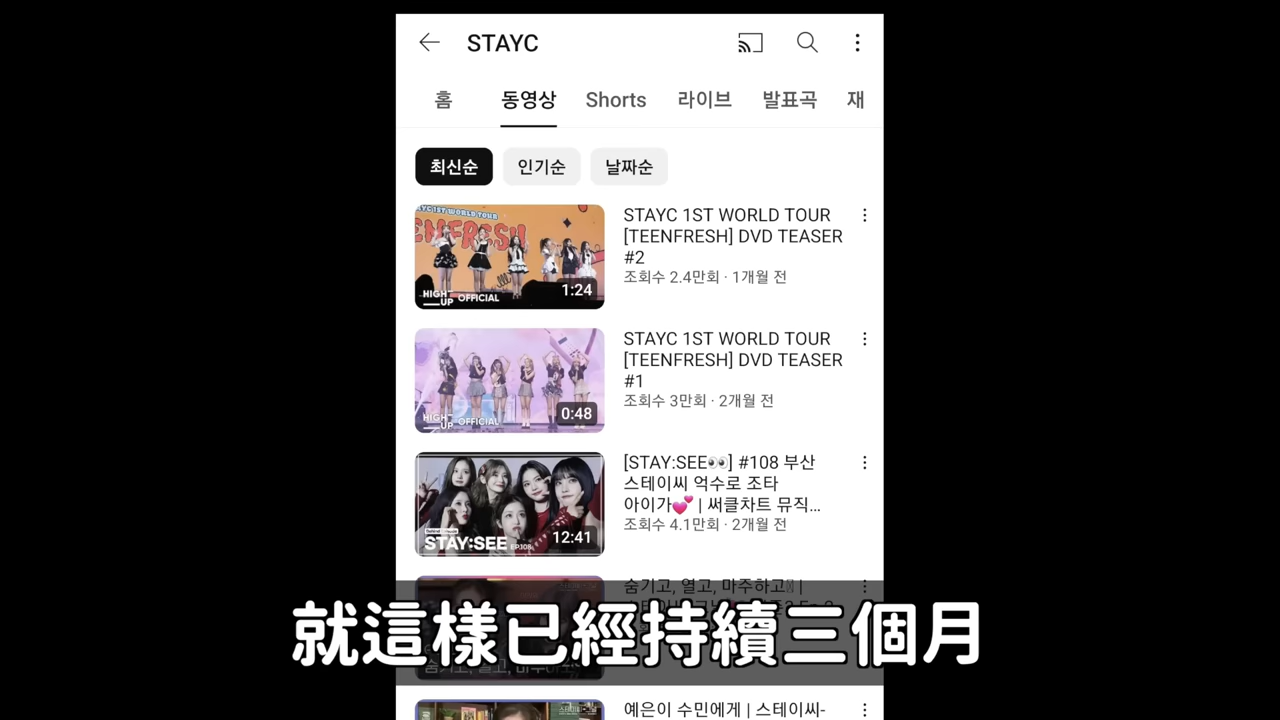 STAYC
홈 동영상 Shorts 라이브 발표곡 재
최신순 인기순 날짜순
AYC 1ST WORLD TOUR
HIGH UP OFFICIAL
1:24
STAYC 1ST WORLD TOUR
[TEENFRESH] DVD TEASER
#2
조회수 2.4만회 · 1개월 전
HIGH UP OFFICIAL
0:48
STAYC 1ST WORLD TOUR
[TEENFRESH] DVD TEASER
#1
조회수 3만회 · 2개월 전
STAY:SEE EP.108
12:41
[STAY:SEE👀] #108 부산
스테이씨 억수로 조타
아이가💕 | 써클차트 뮤직...
조회수 4.1만회 · 2개월 전
숨기고, 열고, 마주하고 |
就這樣已經持續三個月
예은이 수민에게 | 스테이씨-